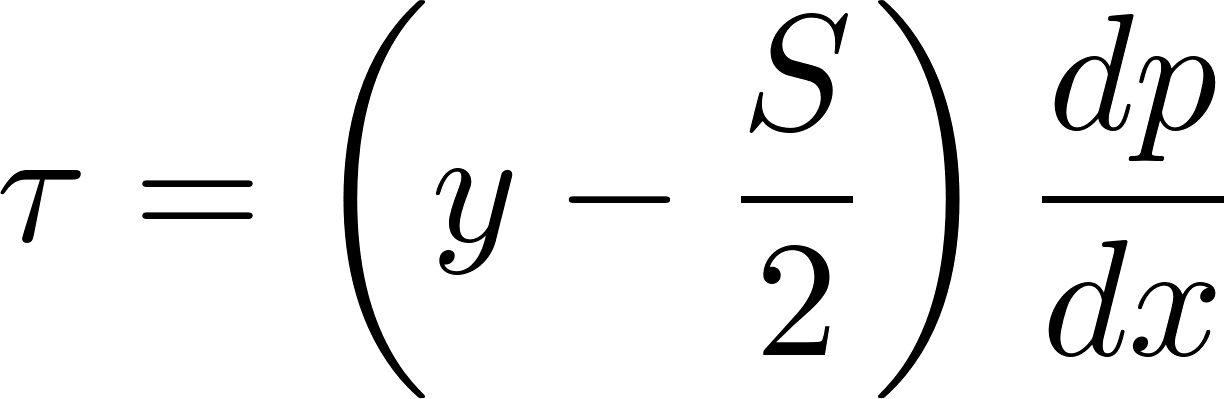 τ = (y − S/2) dp/dx